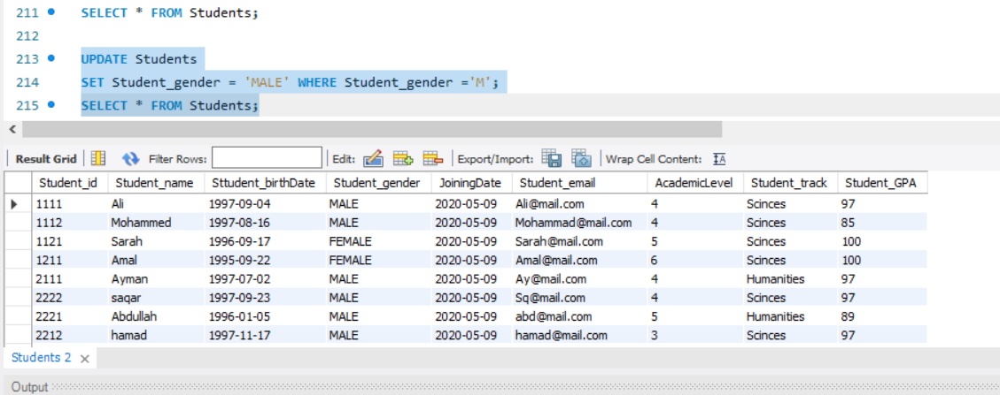 211 SELECT * FROM Students;
212
213 UPDATE Students
214 SET Student_gender = 'MALE' WHERE Student_gender ='M';
215 SELECT * FROM Students;
Result Grid Filter Rows: Edit: Export/Import: Wrap Cell Content: IA
Student_id Student_name Sttudent_birthDate Student_gender JoiningDate Student_email AcademicLevel Student_track Student_GPA
1111 Ali 1997-09-04 MALE 2020-05-09 Ali@mail.com 4 Scinces 97
1112 Mohammed 1997-08-16 MALE 2020-05-09 Mohammad@mail.com 4 Scinces 85
1121 Sarah 1996-09-17 FEMALE 2020-05-09 Sarah@mail.com 5 Scinces 100
1211 Amal 1995-09-22 FEMALE 2020-05-09 Amal@mail.com 6 Scinces 100
2111 Ayman 1997-07-02 MALE 2020-05-09 Ay@mail.com 4 Humanities 97
2222 saqar 1997-09-23 MALE 2020-05-09 Sq@mail.com 4 Scinces 97
2221 Abdullah 1996-01-05 MALE 2020-05-09 abd@mail.com 5 Humanities 89
2212 hamad 1997-11-17 MALE 2020-05-09 hamad@mail.com 3 Scinces 97
Students 2
Output